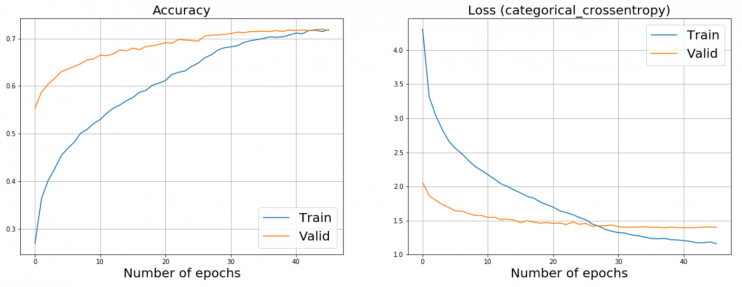 Accuracy
0.7
0.6
0.5
0.4
0.3
0
10
20
30
40
Number of epochs
Train
Valid
Loss (categorical_crossentropy)
4.0
3.5
3.0
2.5
2.0
1.5
1.0
0
10
20
30
40
Number of epochs
Train
Valid